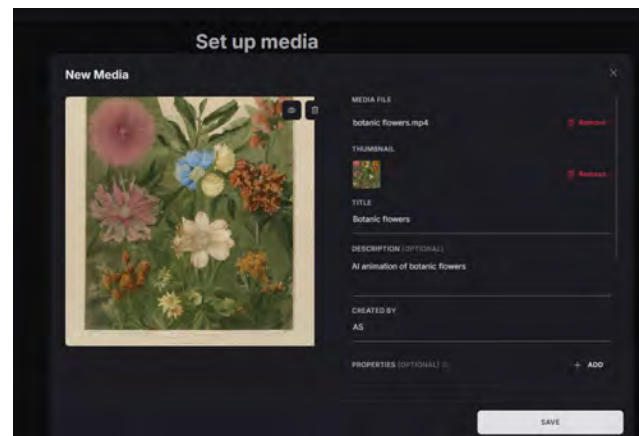 Set up media
New Media
MEDIA FILE
botanic flowers.mp4
Remove
THUMBNAIL
Remove
TITLE
Botanic flowers
DESCRIPTION (OPTIONAL)
AI animation of botanic flowers
CREATED BY
AS
PROPERTIES (OPTIONAL)
+ ADD
SAVE